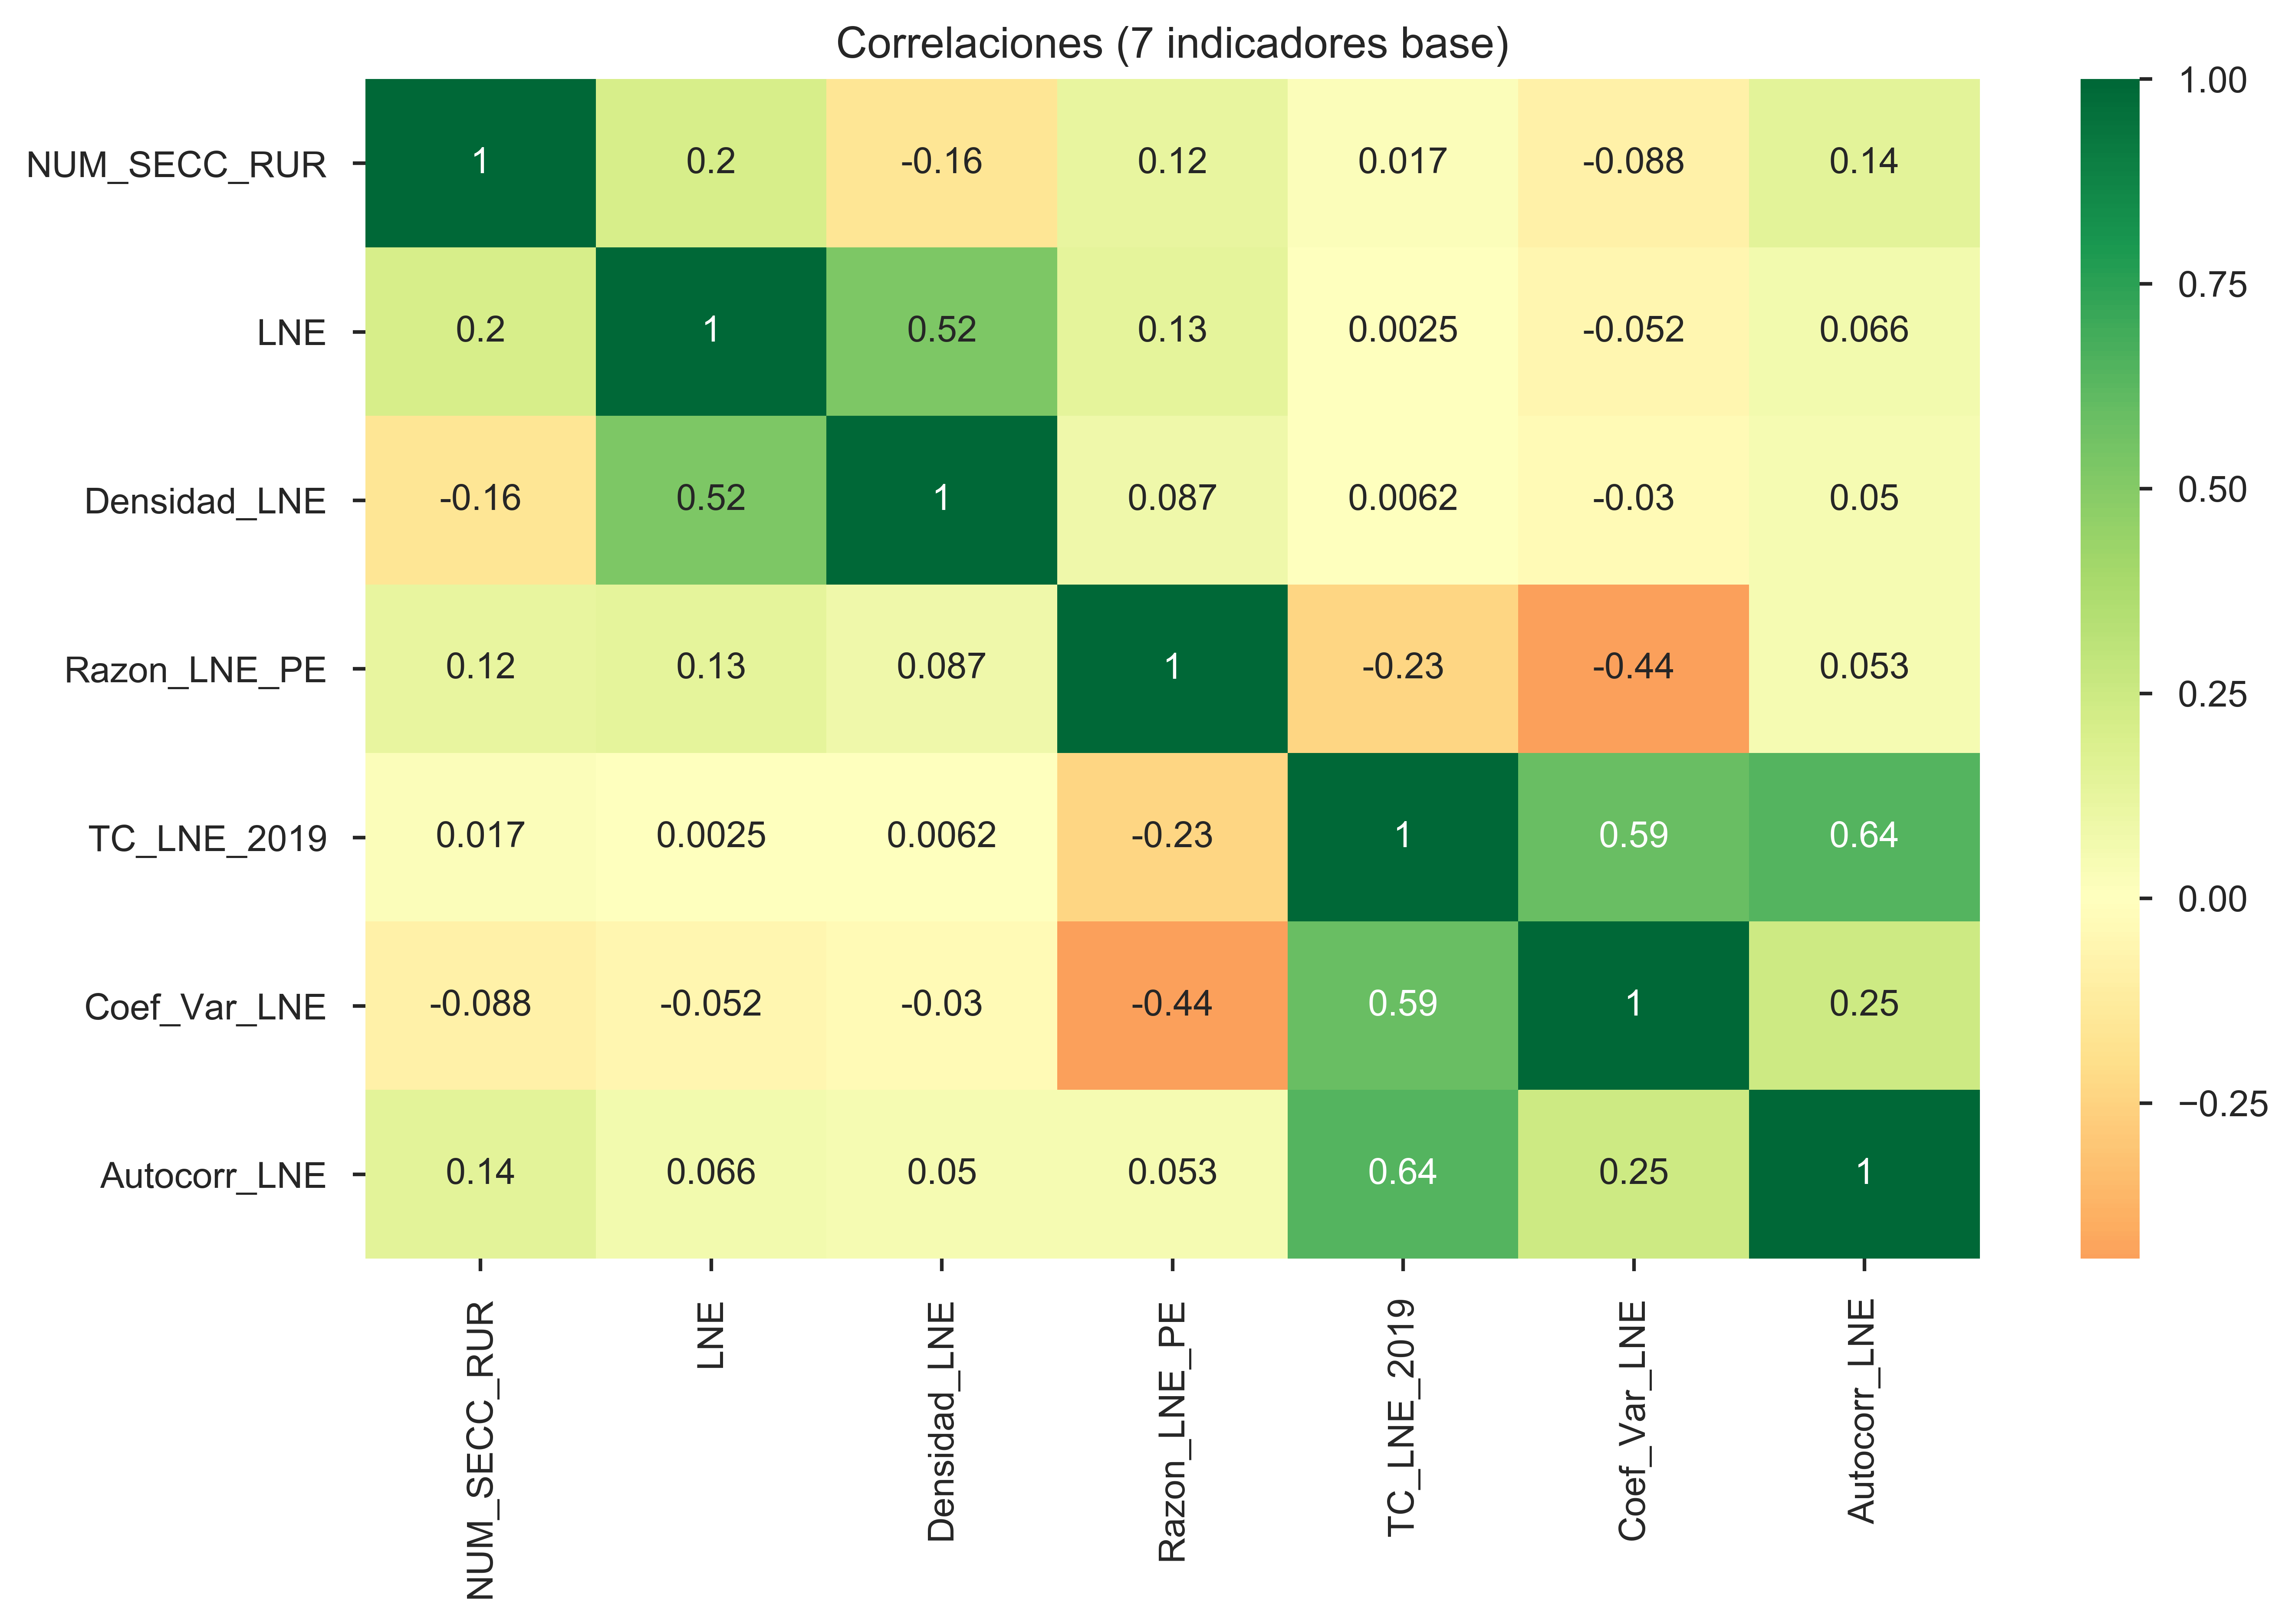 Correlaciones (7 indicadores base)
NUM_SECC_RUR 1 0.2 -0.16 0.12 0.017 -0.088 0.14
LNE 0.2 1 0.52 0.13 0.0025 -0.052 0.066
Densidad_LNE -0.16 0.52 1 0.087 0.0062 -0.03 0.05
Razon_LNE_PE 0.12 0.13 0.087 1 -0.23 -0.44 0.053
TC_LNE_2019 0.017 0.0025 0.0062 -0.23 1 0.59 0.64
Coef_Var_LNE -0.088 -0.052 -0.03 -0.44 0.59 1 0.25
Autocorr_LNE 0.14 0.066 0.05 0.053 0.64 0.25 1
NUM_SECC_RUR
LNE
Densidad_LNE
Razon_LNE_PE
TC_LNE_2019
Coef_Var_LNE
Autocorr_LNE
1.00
0.75
0.50
0.25
0.00
−0.25